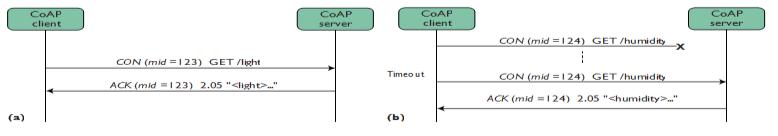 CoAP
client
CoAP
server
CON (mid =123) GET /light
ACK (mid =123) 2.05 "<light>..."
(a)
CoAP
client
CoAP
server
CON (mid =124) GET /humidity
x
Timeout
CON (mid =124) GET /humidity
ACK (mid =124) 2.05 "<humidity>..."
(b)